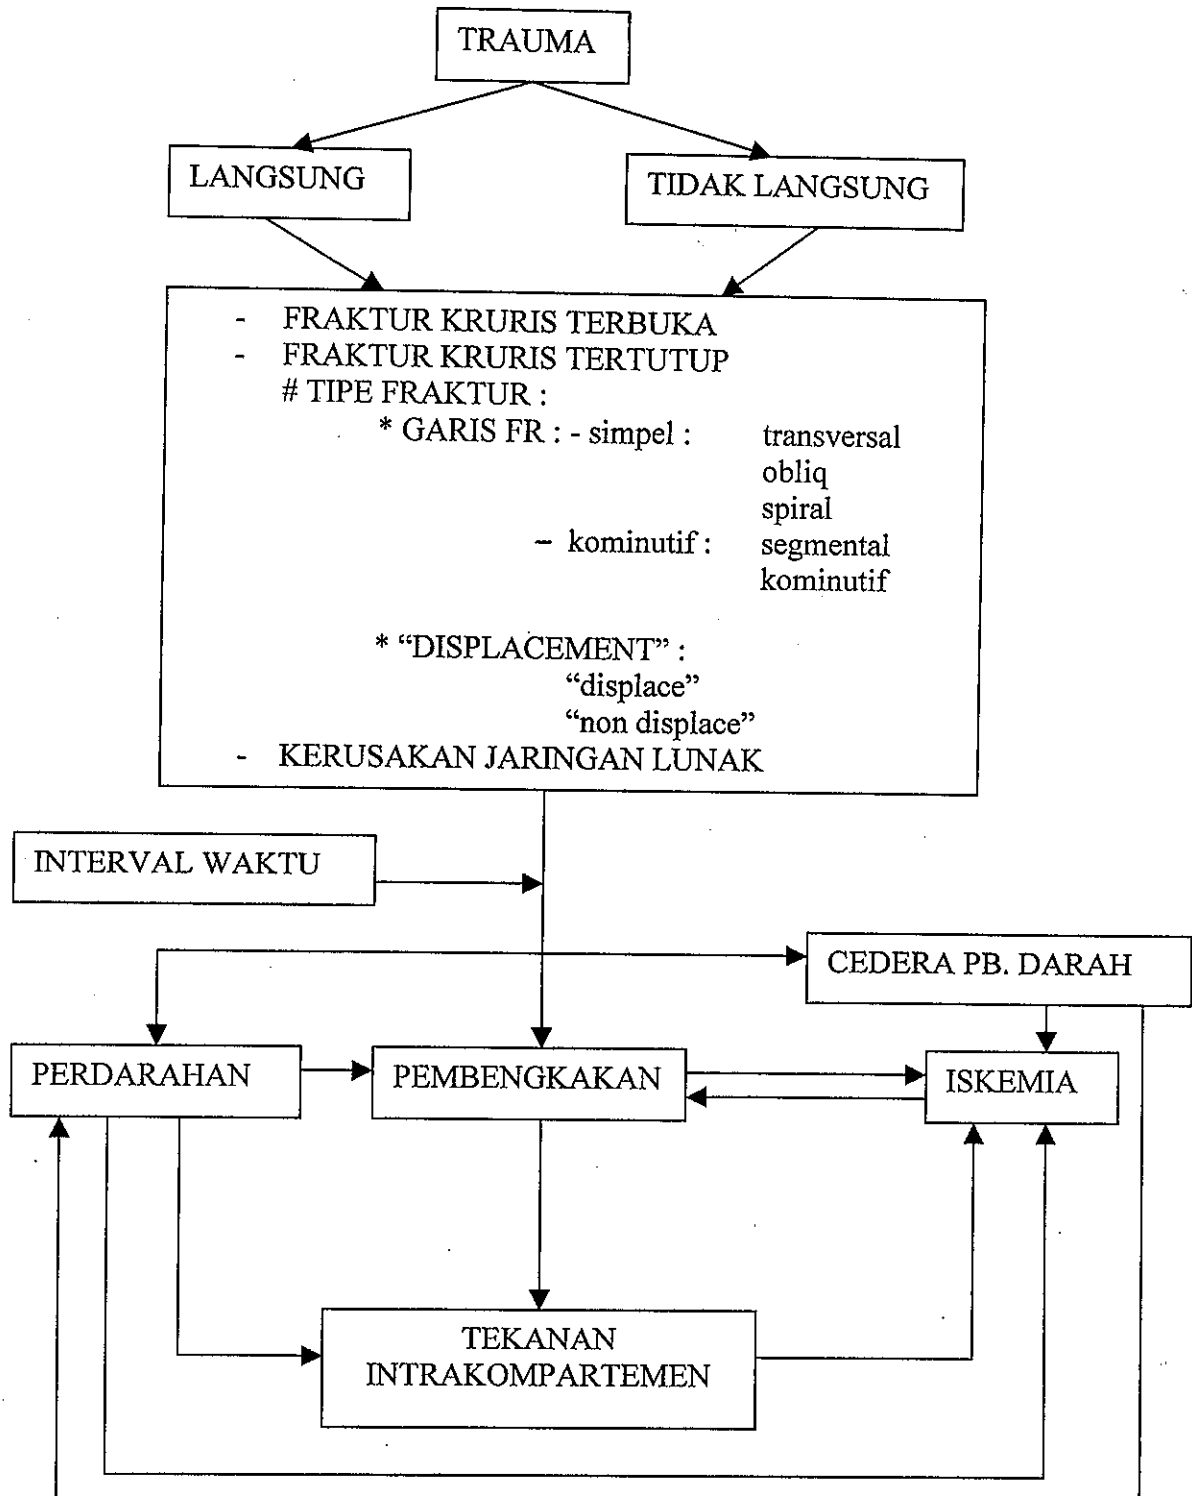 TRAUMA
LANGSUNG
TIDAK LANGSUNG
- FRAKTUR KRURIS TERBUKA
- FRAKTUR KRURIS TERTUTUP
# TIPE FRAKTUR :
* GARIS FR : - simpel : transversal
obliq
spiral
– kominutif : segmental
kominutif
* “DISPLACEMENT” :
“displace”
“non displace”
- KERUSAKAN JARINGAN LUNAK
INTERVAL WAKTU
CEDERA PB. DARAH
PERDARAHAN
PEMBENGKAKAN
ISKEMIA
TEKANAN
INTRAKOMPARTEMEN